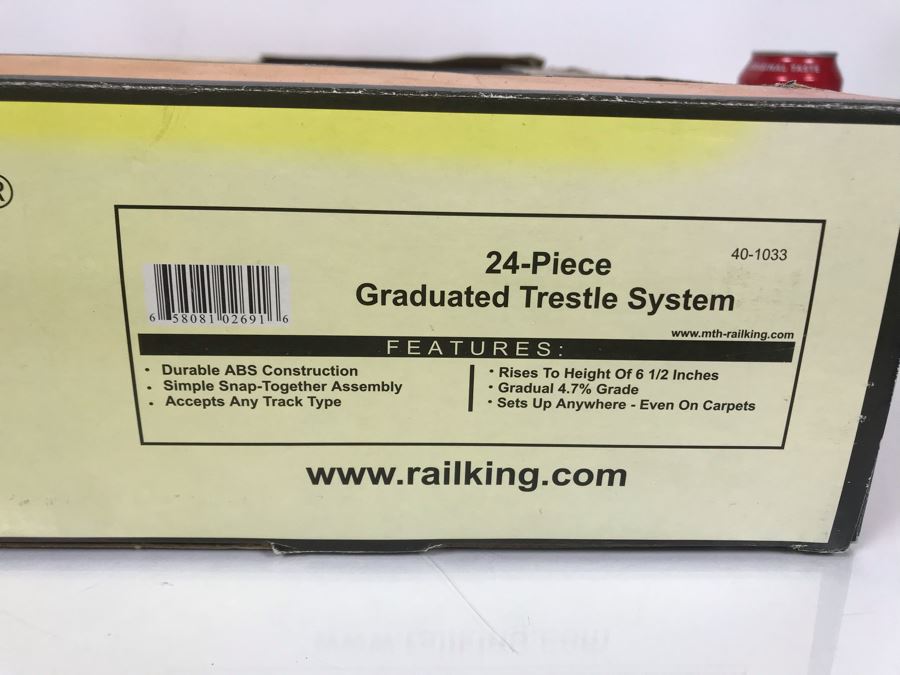 ORIGINAL TASTE
®
24-Piece
40-1033
Graduated Trestle System
6 58081 02691 6
www.mth-railking.com
FEATURES:
• Durable ABS Construction
• Simple Snap-Together Assembly
• Accepts Any Track Type
• Rises To Height Of 6 1/2 Inches
• Gradual 4.7% Grade
• Sets Up Anywhere - Even On Carpets
www.railking.com